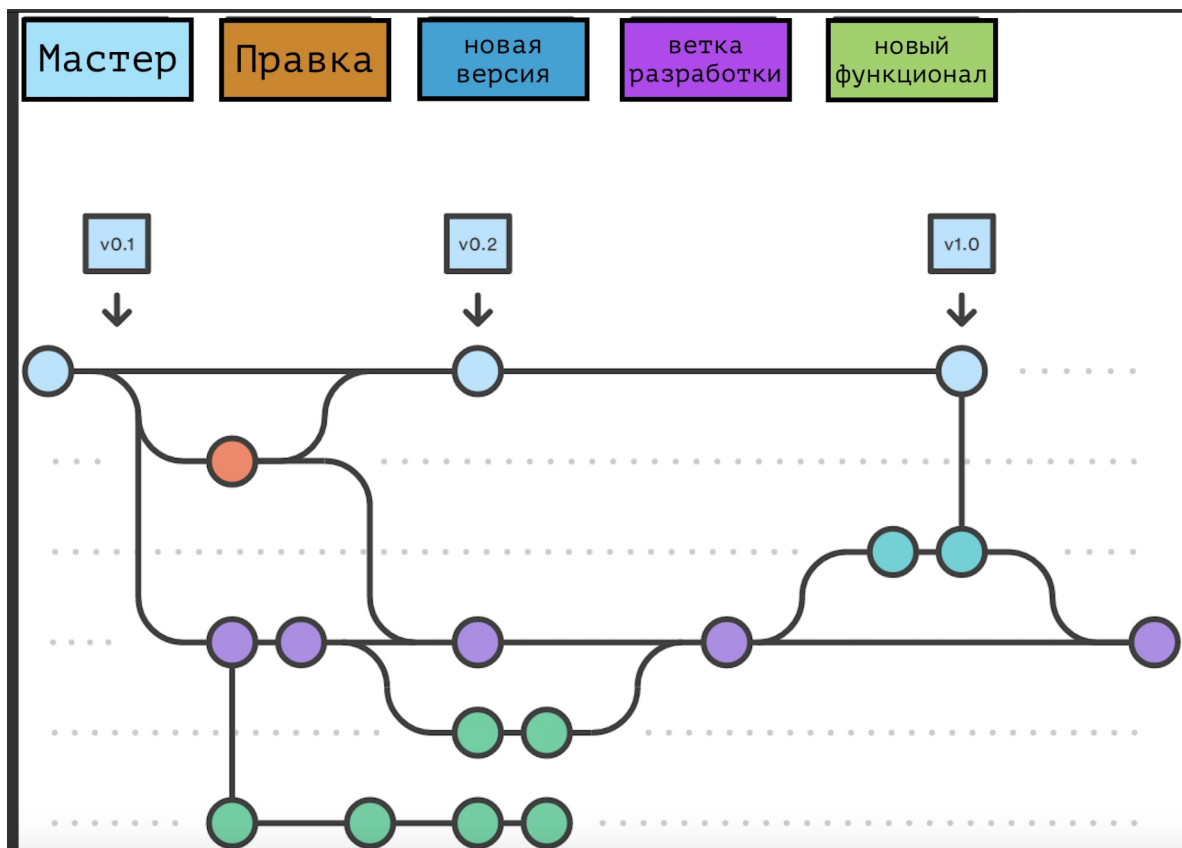 Мастер
Правка
новая
версия
ветка
разработки
новый
функционал
v0.1
v0.2
v1.0